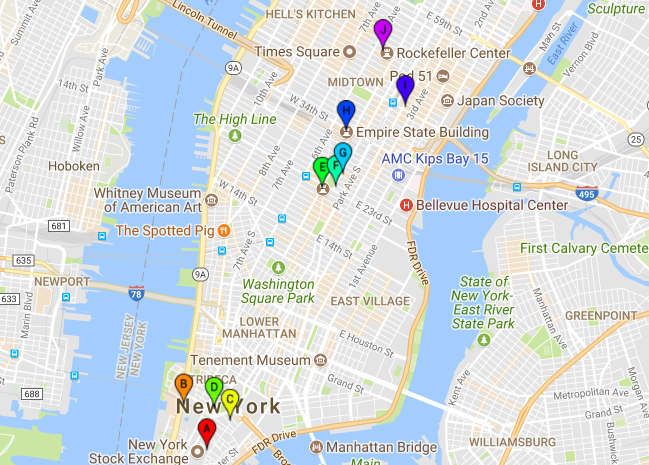 HELL'S KITCHEN
Sculpture
Lincoln Tunnel
Summit Ave
Park Ave
E 59th St
2nd Ave
Main St
East River
Vernon Blvd
J
Times Square
Rockefeller Center
9A
10th Ave
MIDTOWN
Pod 51
14th St
Willow Ave
Paterson Plank Rd
I
3rd Ave
Japan Society
W 34th St
H
The High Line
Empire State Building
Hoboken
8th Ave
7th Ave
G
F
E
AMC Kips Bay 15
LONG
ISLAND CITY
Whitney Museum
of American Art
W 14th St
Park Ave S
495
E 23rd St
Bellevue Hospital Center
681
The Spotted Pig
7th Ave S
E 14th St
1st Avenue
FDR Drive
First Calvary Cemete
635
NEWPORT
9A
78
633
Marin Blvd
Washington
Square Park
EAST VILLAGE
State of
New York-
East River
State Park
Manhattan Ave
GREENPOINT
NEW JERSEY
NEW YORK
LOWER
MANHATTAN
E Houston St
Tenement Museum
Grand St
688
TRIBECA
B
D
C
New York
Kent Ave
Metropolitan Ave
Morgan Ave
Bushwick
A
New York
Stock Exchange
FDR Drive
Manhattan Bridge
WILLIAMSBURG
Broo
Main